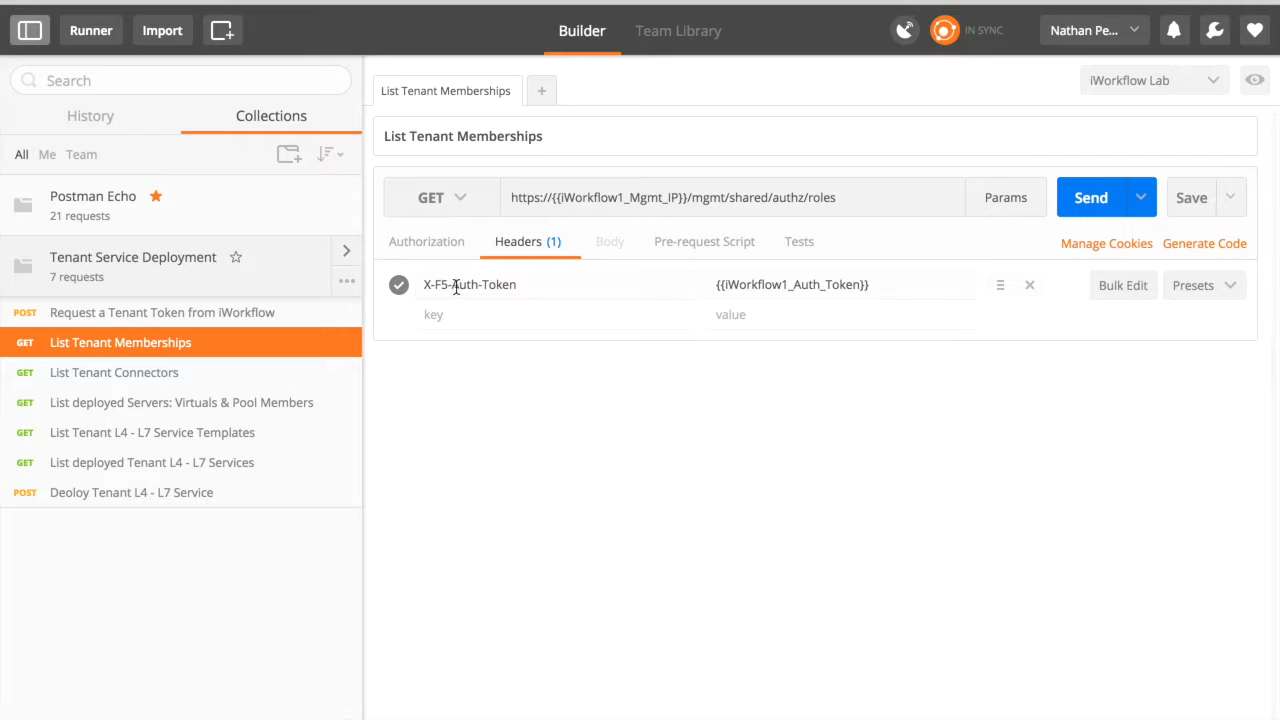 Runner
Import
Builder
Team Library
IN SYNC
Nathan Pe...
Search
History
Collections
All Me Team
Postman Echo
21 requests
Tenant Service Deployment
7 requests
POST Request a Tenant Token from iWorkflow
GET List Tenant Memberships
GET List Tenant Connectors
GET List deployed Servers: Virtuals & Pool Members
GET List Tenant L4 - L7 Service Templates
GET List deployed Tenant L4 - L7 Services
POST Deoloy Tenant L4 - L7 Service
List Tenant Memberships
+
iWorkflow Lab
List Tenant Memberships
GET https://{{iWorkflow1_Mgmt_IP}}/mgmt/shared/authz/roles Params Send Save
Authorization Headers (1) Body Pre-request Script Tests Manage Cookies Generate Code
X-F5-Auth-Token {{iWorkflow1_Auth_Token}} Bulk Edit Presets
key value